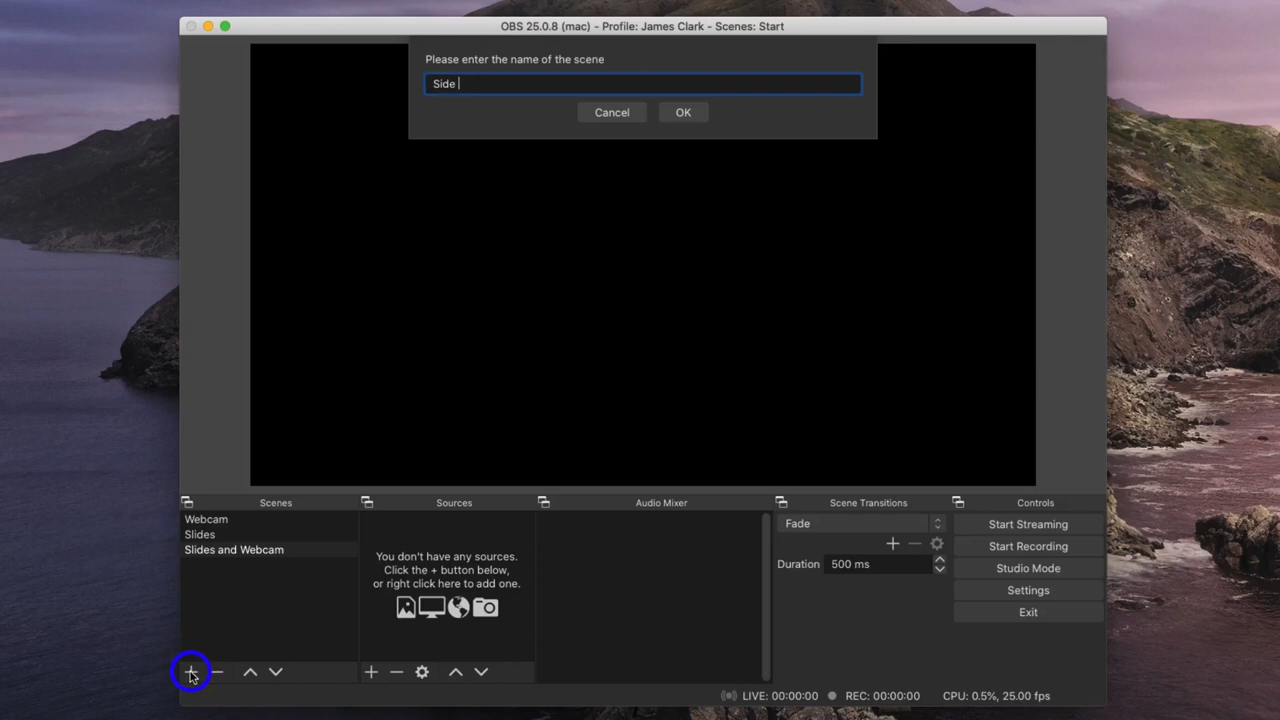 OBS 25.0.8 (mac) - Profile: James Clark - Scenes: Start
Please enter the name of the scene
Side
Cancel
OK
Scenes
Sources
Audio Mixer
Scene Transitions
Controls
Webcam
Slides
Slides and Webcam
You don't have any sources.
Click the + button below,
or right click here to add one.
Fade
Duration
500 ms
Start Streaming
Start Recording
Studio Mode
Settings
Exit
LIVE: 00:00:00
REC: 00:00:00
CPU: 0.5%, 25.00 fps